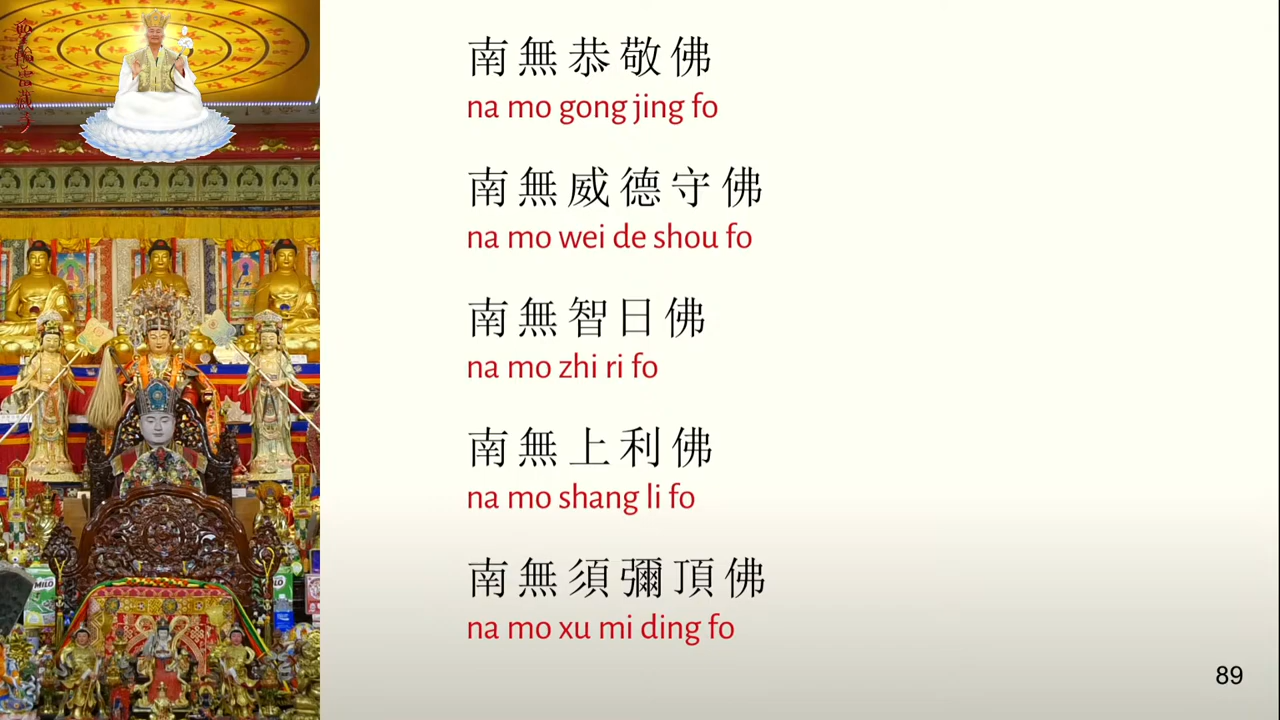 南無恭敬佛
na mo gong jing fo
南無威德守佛
na mo wei de shou fo
南無智日佛
na mo zhi ri fo
南無上利佛
na mo shang li fo
南無須彌頂佛
na mo xu mi ding fo
89
MILO